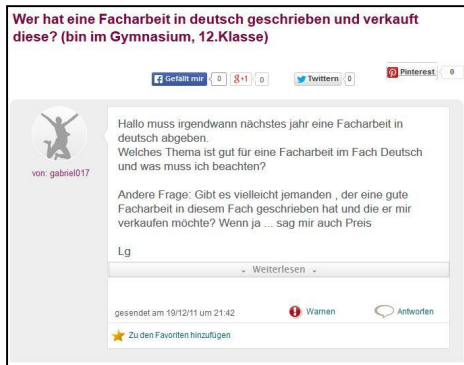 Wer hat eine Facharbeit in deutsch geschrieben und verkauft
diese? (bin im Gymnasium, 12.Klasse)
Gefällt mir 0 g+1 0 Twittern 0 Pinterest 0
Hallo muss irgendwann nächstes jahr eine Facharbeit in
deutsch abgeben.
Welches Thema ist gut für eine Facharbeit im Fach Deutsch
und was muss ich beachten?
von: gabriel017
Andere Frage: Gibt es vielleicht jemanden , der eine gute
Facharbeit in diesem Fach geschrieben hat und die er mir
verkaufen möchte? Wenn ja ... sag mir auch Preis
Lg
Weiterlesen
gesendet am 19/12/11 um 21:42 Warnen Antworten
Zu den Favoriten hinzufügen